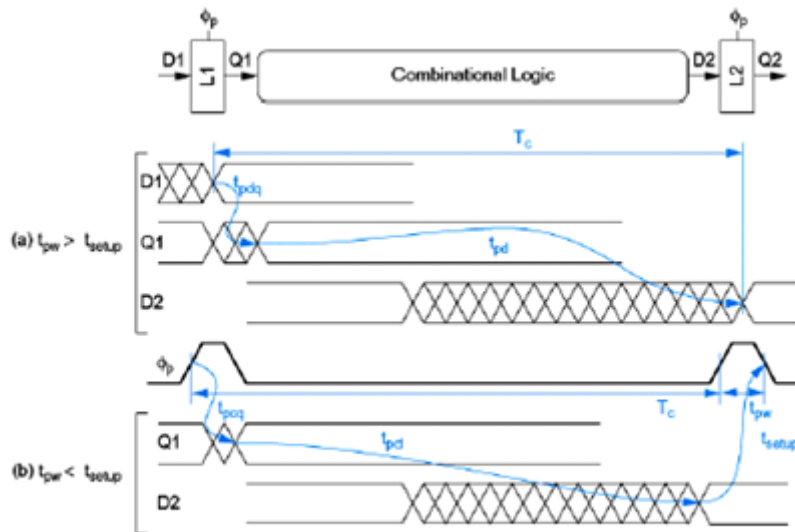 ϕp ϕp
D1 L1 Q1 Combinational Logic D2 L2 Q2
Tc
D1 tpdq
(a) tpw > tsetup Q1 tpd
D2
ϕp
Tc tpw
tpcq
Q1 tpd tsetup
(b) tpw < tsetup
D2